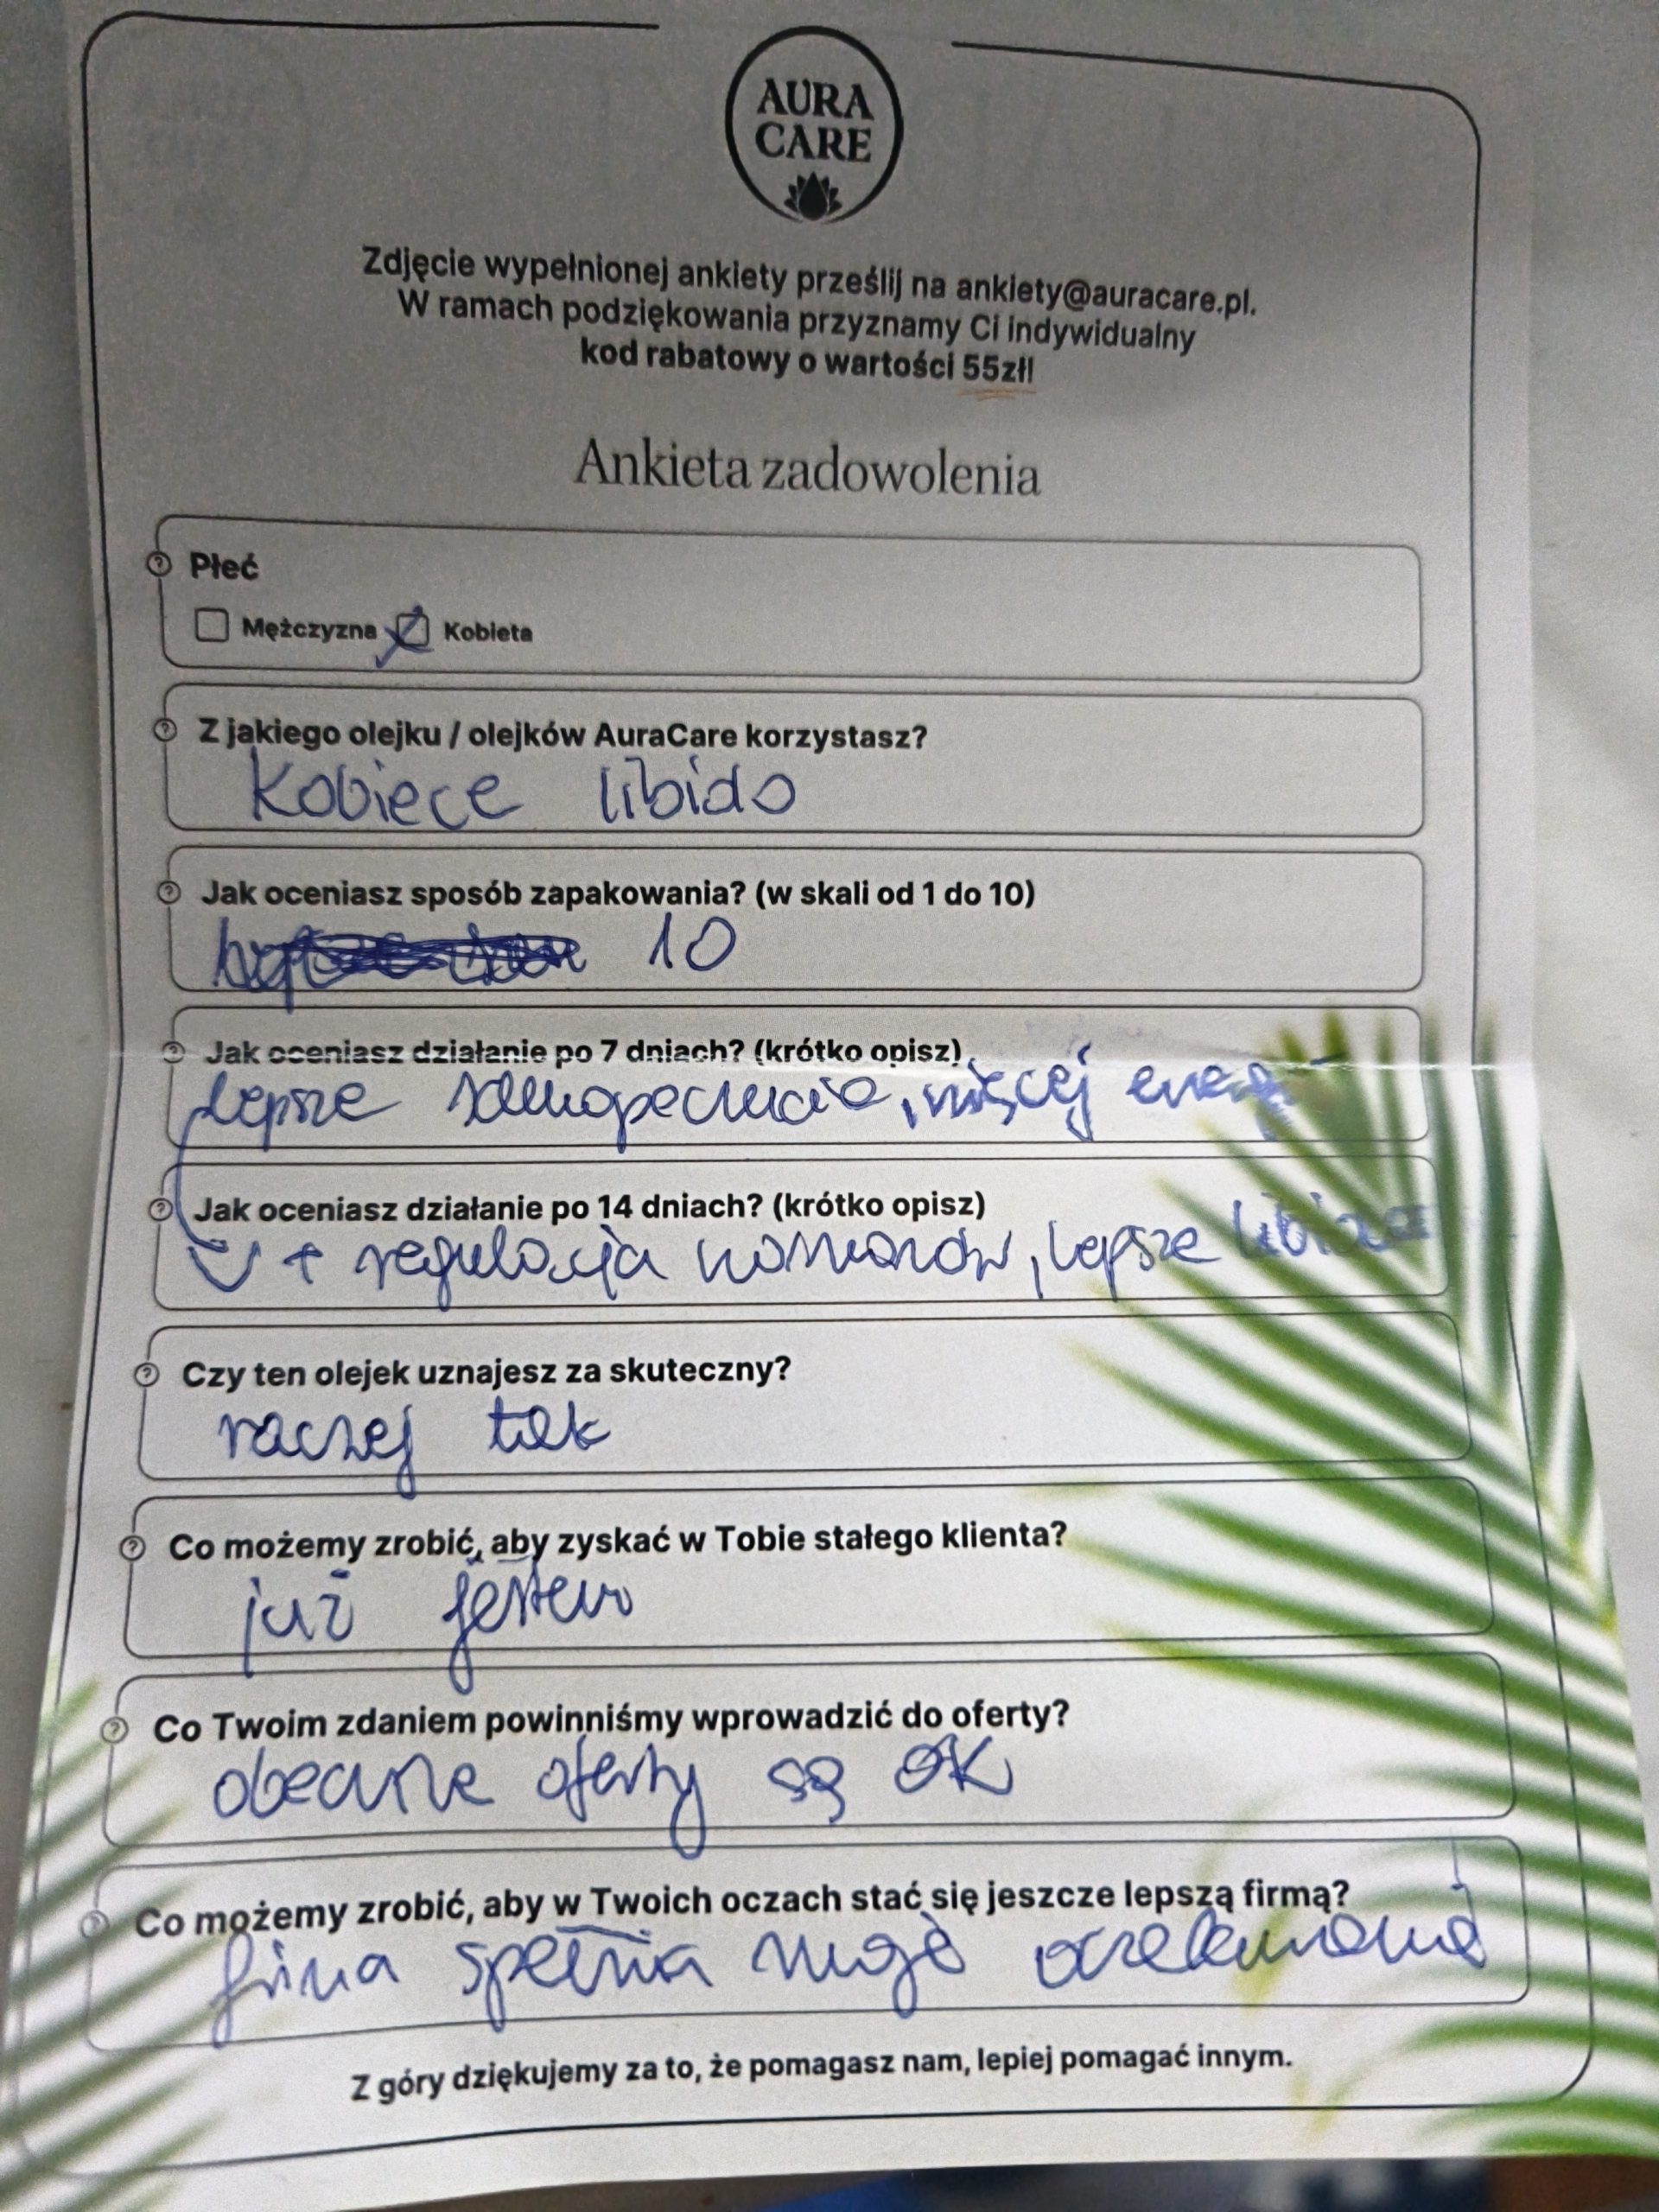 AURA
CARE
Zdjęcie wypełnionej ankiety prześlij na ankiety@auracare.pl.
W ramach podziękowania przyznamy Ci indywidualny
kod rabatowy o wartości 55zł!
Ankieta zadowolenia
Płeć
Mężczyzna Kobieta
Z jakiego olejku / olejków AuraCare korzystasz?
Kobiece libido
Jak oceniasz sposób zapakowania? (w skali od 1 do 10)
10
Jak oceniasz działanie po 7 dniach? (krótko opisz)
lepsze samopoczucie, więcej
Jak oceniasz działanie po 14 dniach? (krótko opisz)
+ regulacja hormonów, lepsze
Czy ten olejek uznajesz za skuteczny?
raczej tak
Co możemy zrobić, aby zyskać w Tobie stałego klienta?
już jestem
Co Twoim zdaniem powinniśmy wprowadzić do oferty?
obecne oferty są OK
Co możemy zrobić, aby w Twoich oczach stać się jeszcze lepszą firmą?
firma spełnia moje oczekiwania
Z góry dziękujemy za to, że pomagasz nam, lepiej pomagać innym.